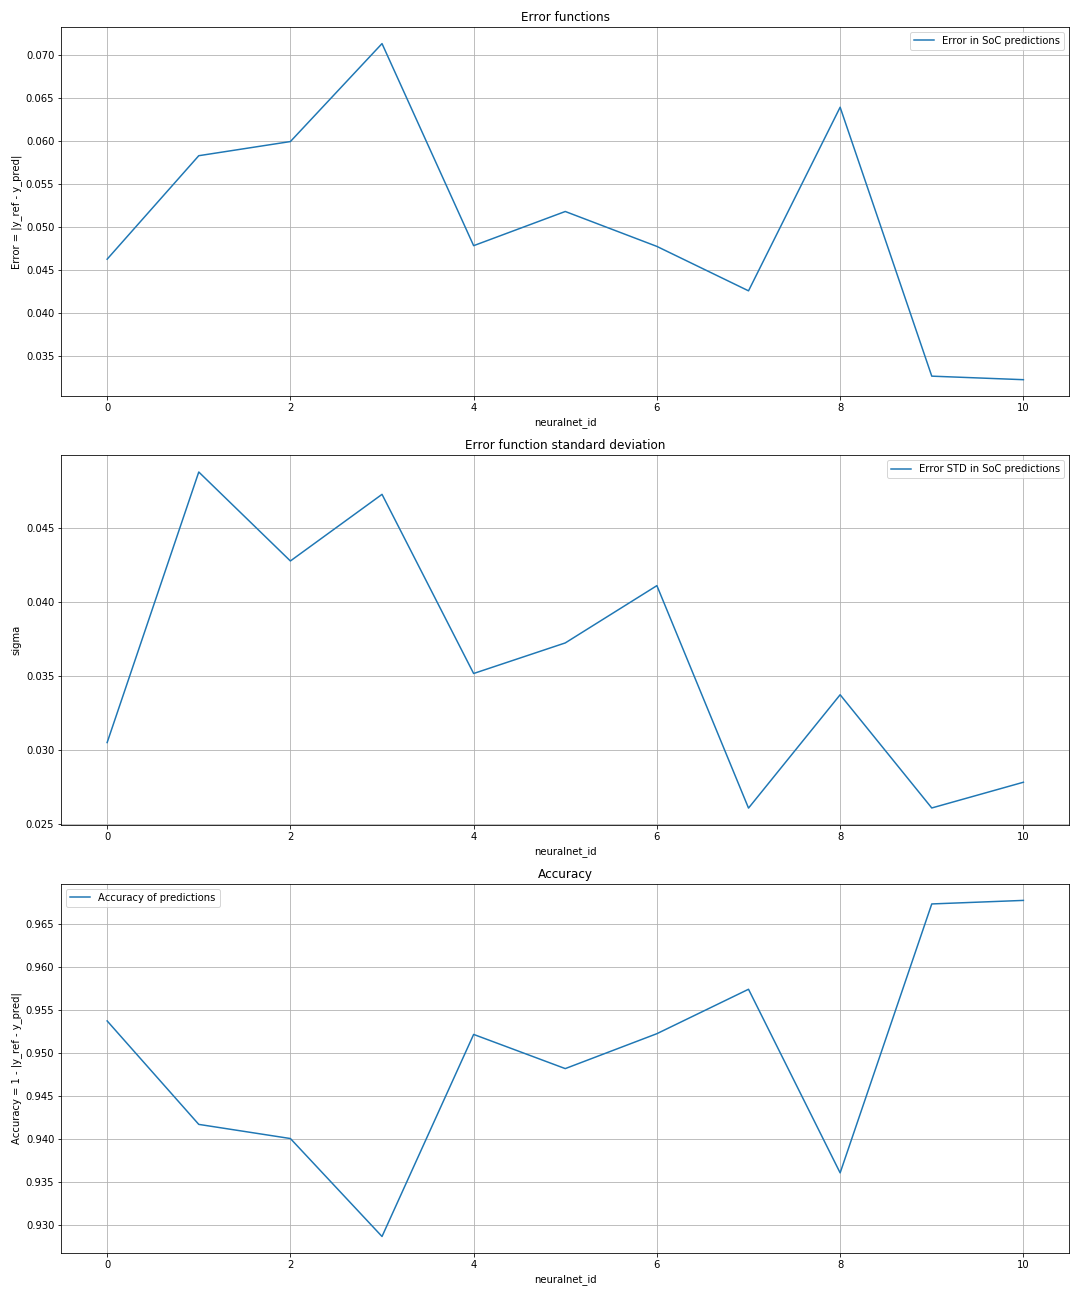 Error functions
Error in SoC predictions
Error = |y_ref - y_pred|
0.070
0.065
0.060
0.055
0.050
0.045
0.040
0.035
0 2 4 6 8 10
neuralnet_id
Error function standard deviation
Error STD in SoC predictions
sigma
0.045
0.040
0.035
0.030
0.025
0 2 4 6 8 10
neuralnet_id
Accuracy
Accuracy of predictions
Accuracy = 1 - |y_ref - y_pred|
0.965
0.960
0.955
0.950
0.945
0.940
0.935
0.930
0 2 4 6 8 10
neuralnet_id